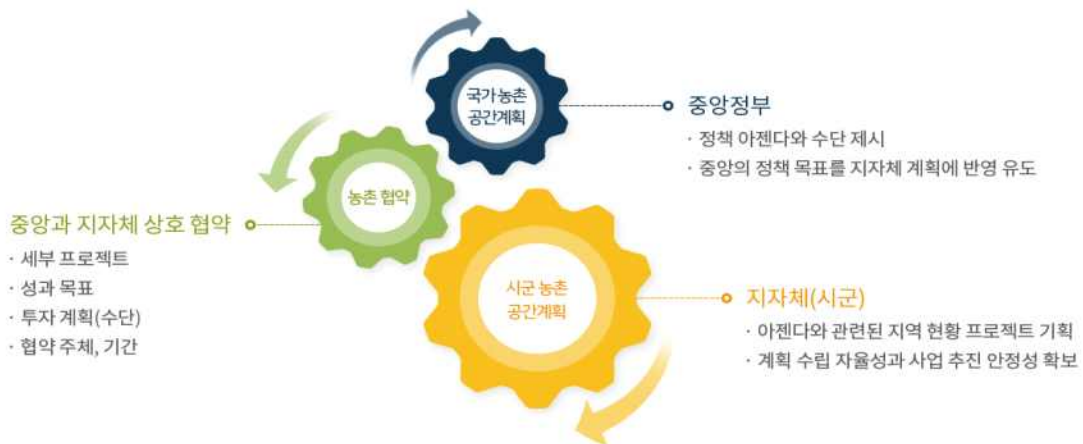 국가 농촌
공간계획
중앙정부
· 정책 아젠다와 수단 제시
· 중앙의 정책 목표를 지자체 계획에 반영 유도
농촌 협약
중앙과 지자체 상호 협약
· 세부 프로젝트
· 성과 목표
· 투자 계획(수단)
· 협약 주체, 기간
시군 농촌
공간계획
지자체(시군)
· 아젠다와 관련된 지역 현황 프로젝트 기획
· 계획 수립 자율성과 사업 추진 안정성 확보